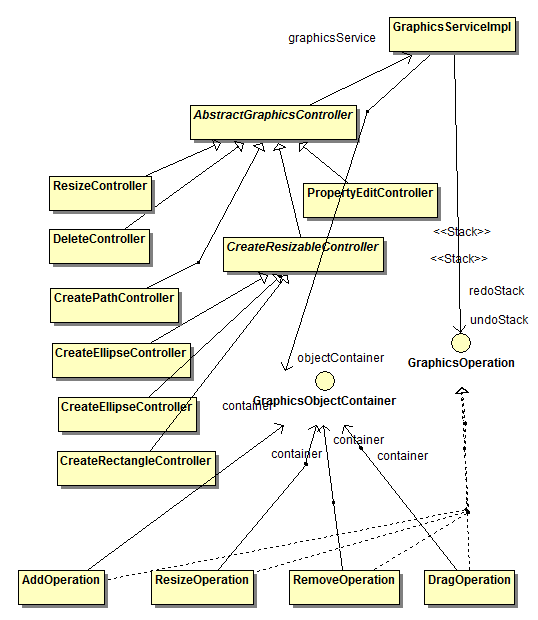 GraphicsServiceImpl
graphicsService
AbstractGraphicsController
ResizeController
PropertyEditController
DeleteController
<<Stack>>
CreateResizableController
<<Stack>>
CreatePathController
redoStack
undoStack
CreateEllipseController
objectContainer
GraphicsOperation
CreateEllipseController
container
GraphicsObjectContainer
container
CreateRectangleController
container
container
AddOperation
ResizeOperation
RemoveOperation
DragOperation